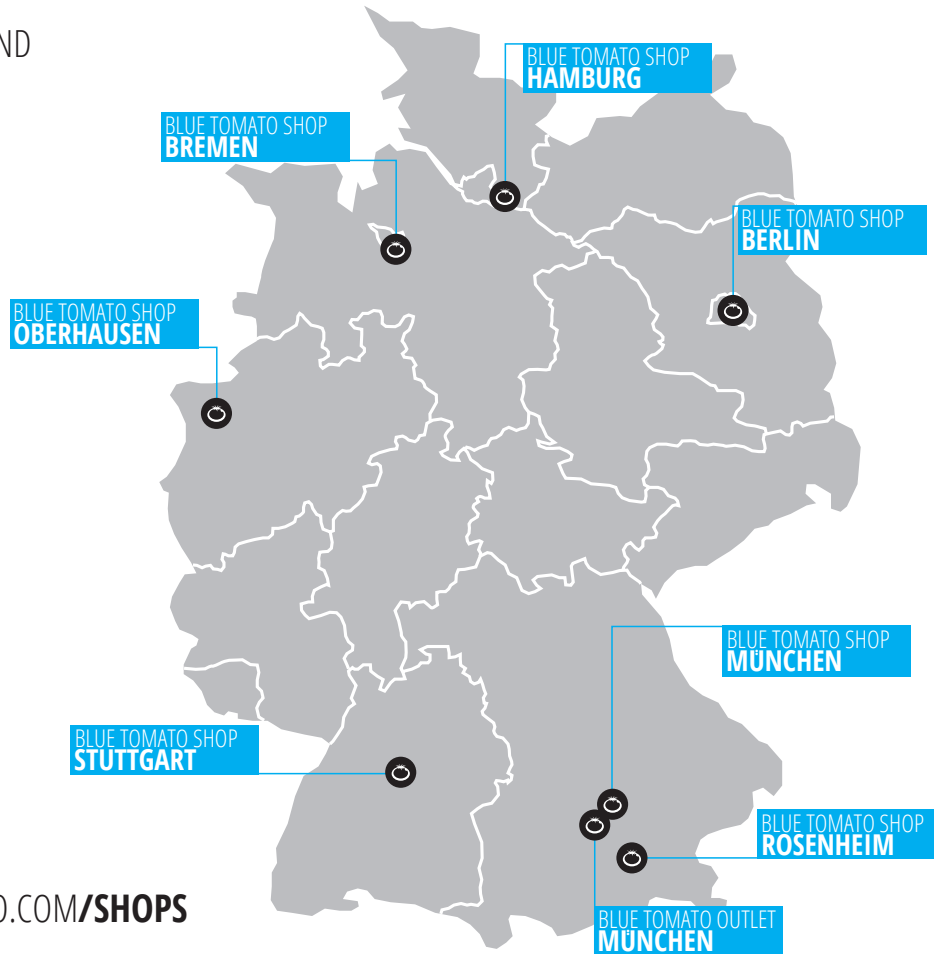 ND
BLUE TOMATO SHOP
HAMBURG
BLUE TOMATO SHOP
BREMEN
BLUE TOMATO SHOP
BERLIN
BLUE TOMATO SHOP
OBERHAUSEN
BLUE TOMATO SHOP
MÜNCHEN
BLUE TOMATO SHOP
STUTTGART
BLUE TOMATO SHOP
ROSENHEIM
O.COM/SHOPS
BLUE TOMATO OUTLET
MÜNCHEN